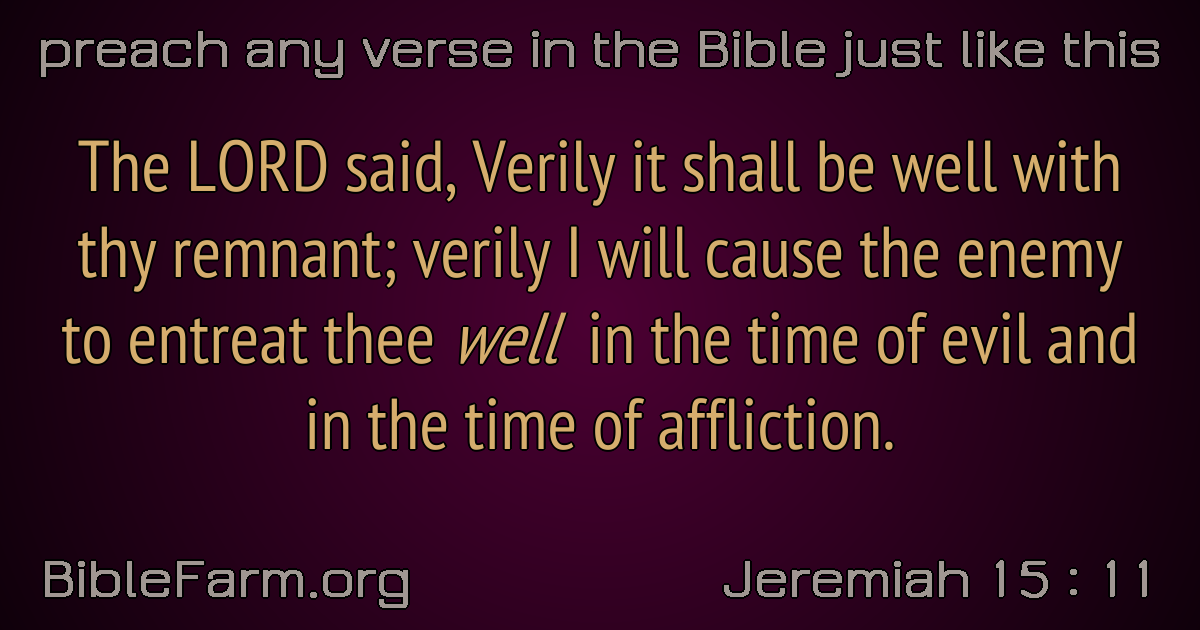 preach any verse in the Bible just like this
The LORD said, Verily it shall be well with
thy remnant; verily I will cause the enemy
to entreat thee well in the time of evil and
in the time of affliction.
BibleFarm.org
Jeremiah 15 : 11